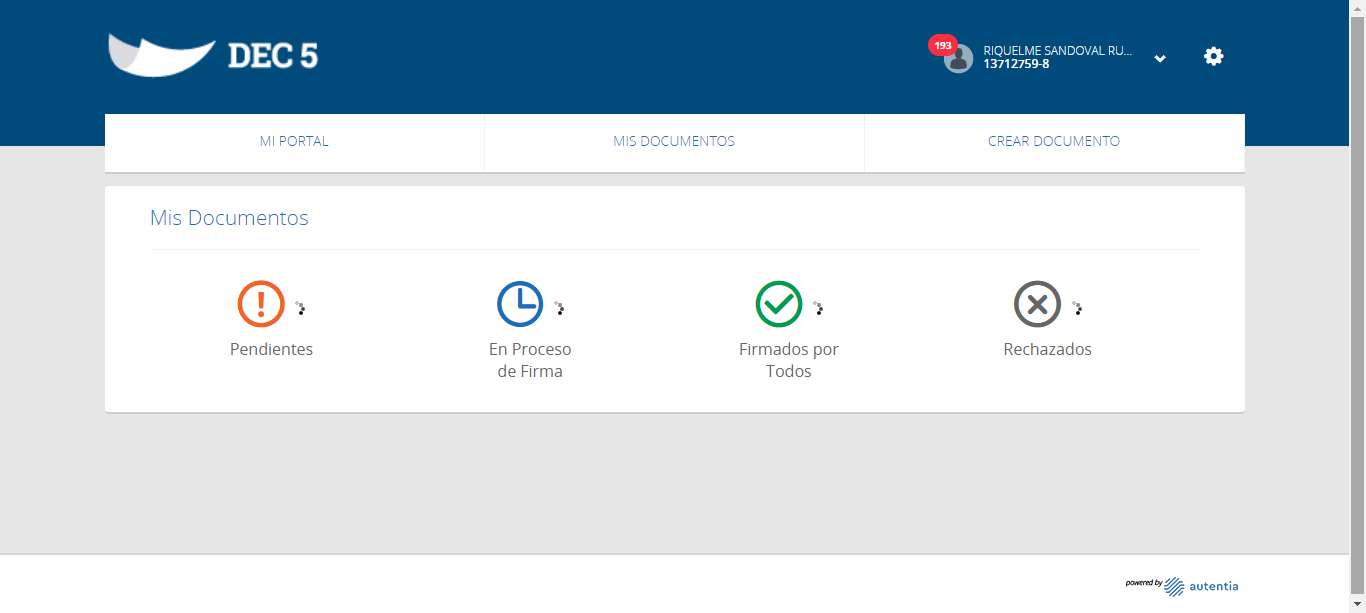 DEC 5
193
RIQUELME SANDOVAL RU...
13712759-8
MI PORTAL
MIS DOCUMENTOS
CREAR DOCUMENTO
Mis Documentos
Pendientes
En Proceso
de Firma
Firmados por
Todos
Rechazados
powered by
autentia